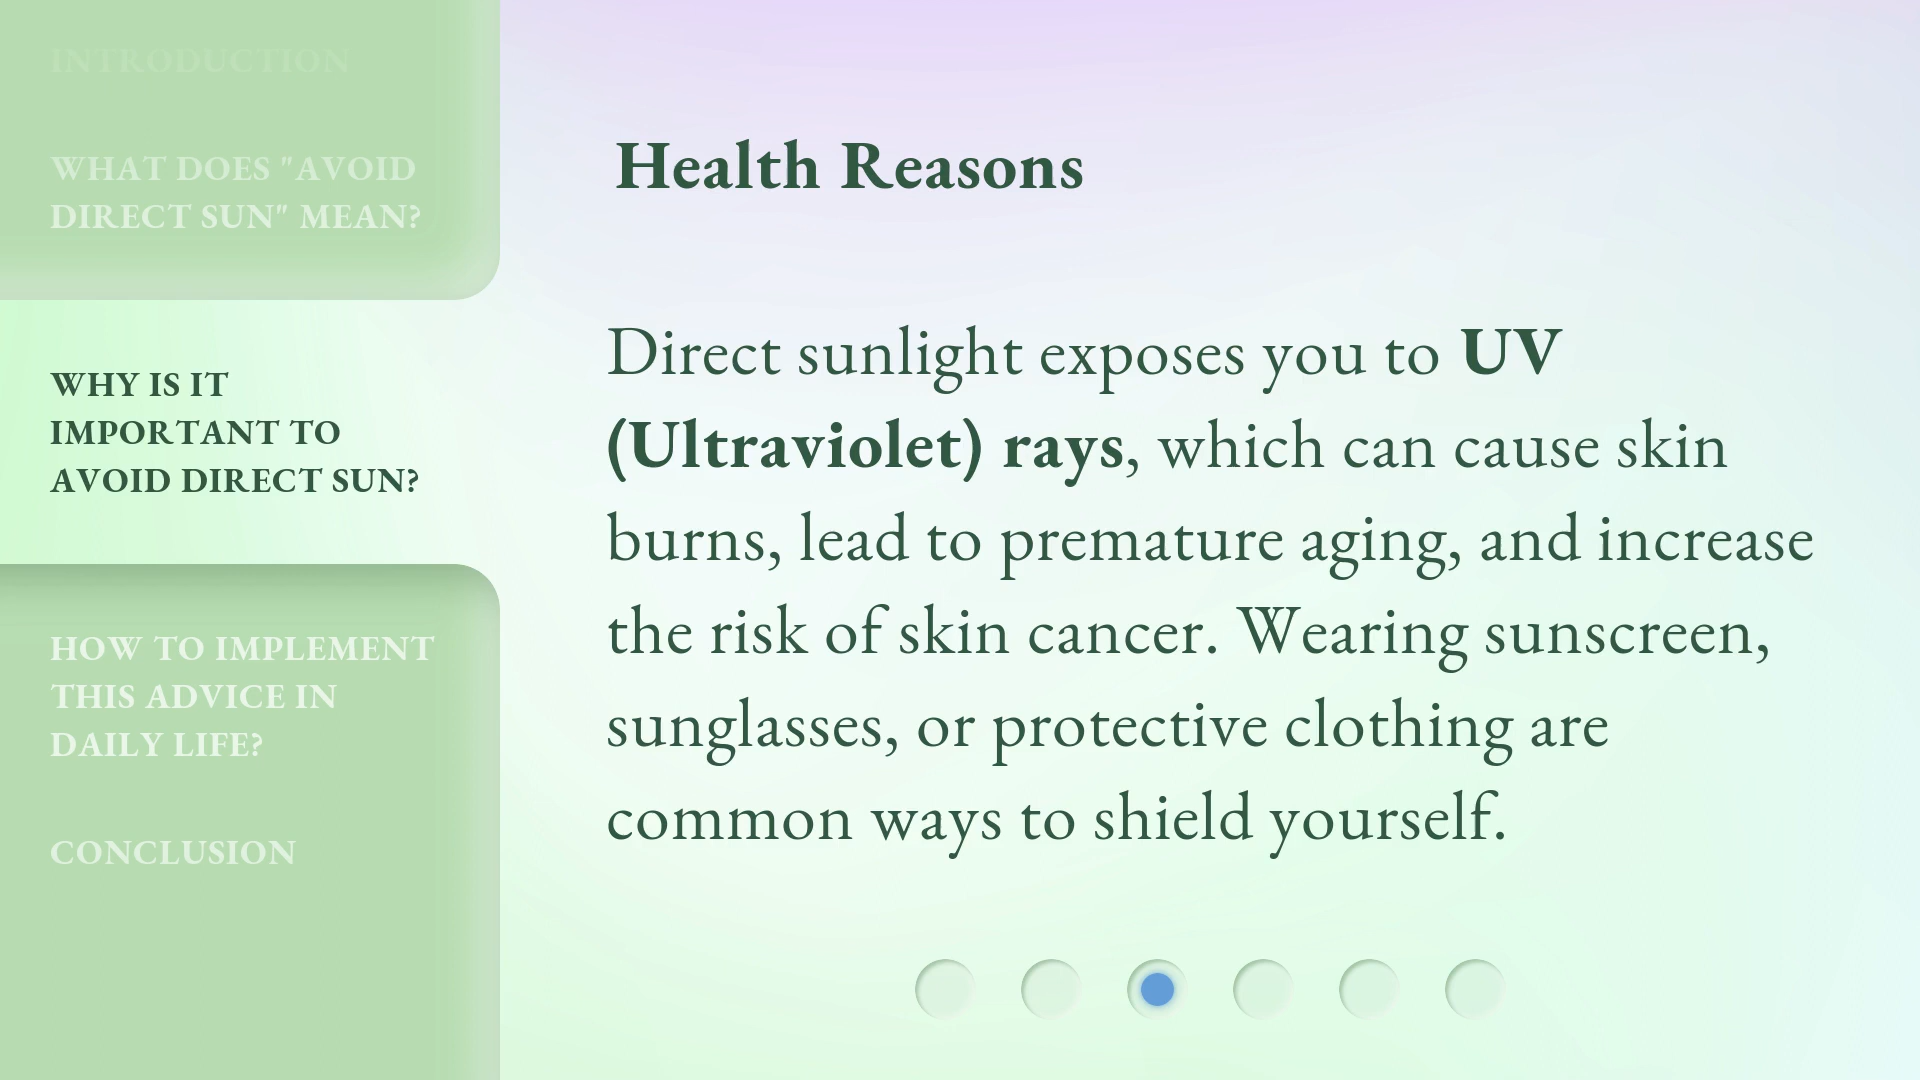 INTRODUCTION
WHAT DOES "AVOID
DIRECT SUN" MEAN?
WHY IS IT
IMPORTANT TO
AVOID DIRECT SUN?
HOW TO IMPLEMENT
THIS ADVICE IN
DAILY LIFE?
CONCLUSION
Health Reasons
Direct sunlight exposes you to UV
(Ultraviolet) rays, which can cause skin
burns, lead to premature aging, and increase
the risk of skin cancer. Wearing sunscreen,
sunglasses, or protective clothing are
common ways to shield yourself.